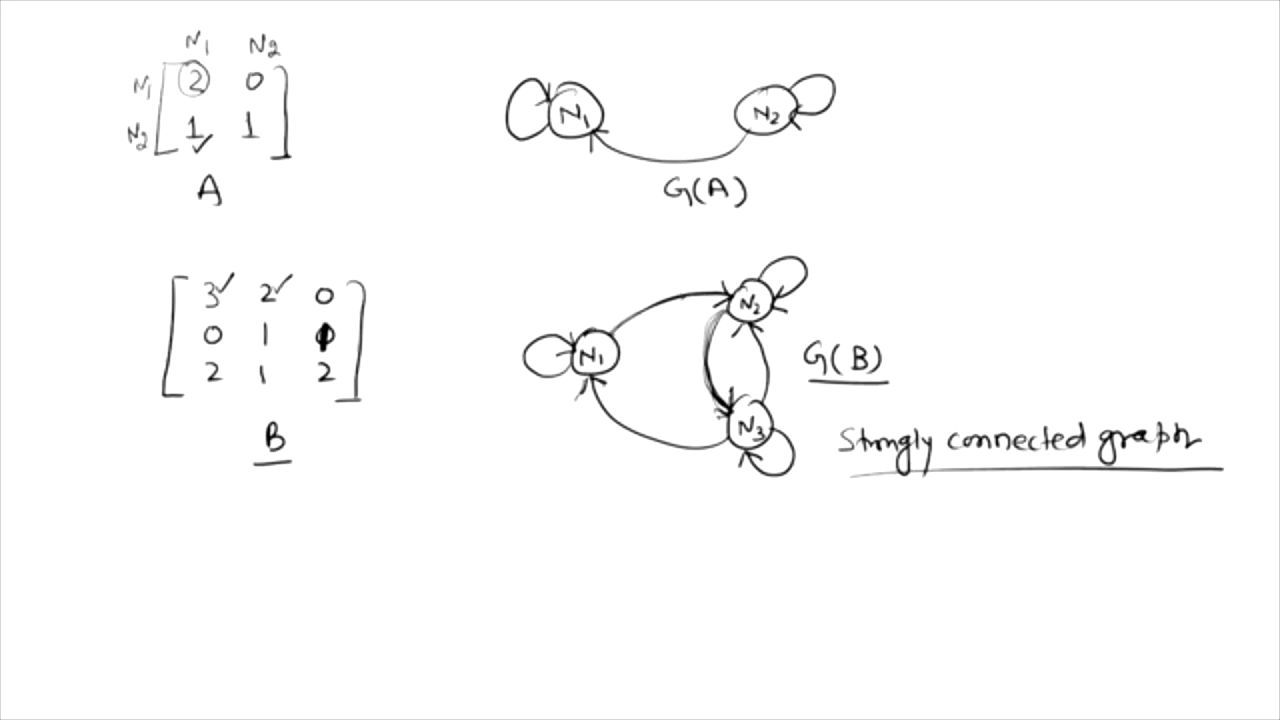 N1 N2
N1 2 0
N2 1 1
A
N1 N2
G(A)
3 2 0
0 1 1
2 1 2
B
N1 N2 N3
G(B)
Strongly connected graph